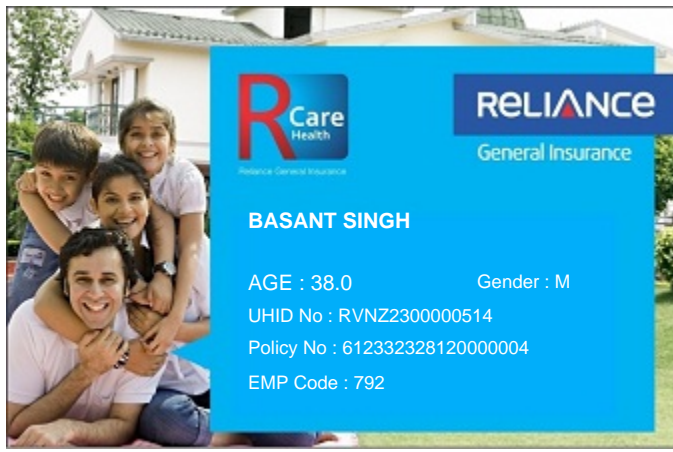 R Care
Health
Reliance General Insurance
RELIANCE
General Insurance
BASANT SINGH
AGE : 38.0 Gender : M
UHID No : RVNZ2300000514
Policy No : 612332328120000004
EMP Code : 792